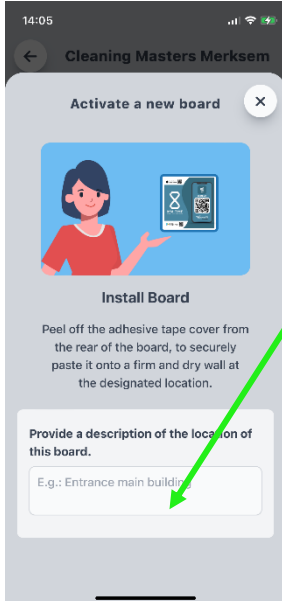 14:05
Cleaning Masters Merksem
Activate a new board
Install Board
Peel off the adhesive tape cover from
the rear of the board, to securely
paste it onto a firm and dry wall at
the designated location.
Provide a description of the location of
this board.
E.g.: Entrance main building